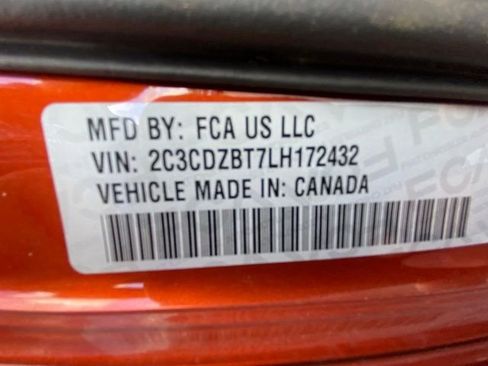 MFD BY: FCA US LLC
VIN: 2C3CDZBT7LH172432
VEHICLE MADE IN: CANADA